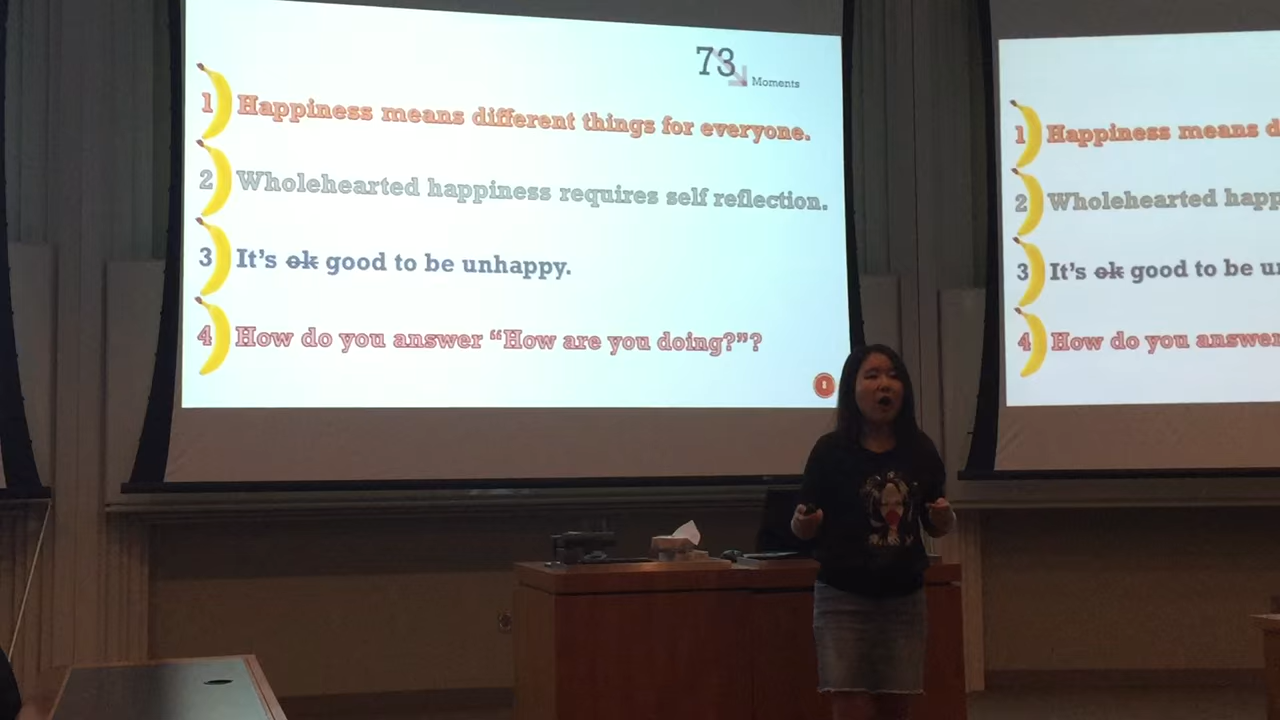 73
Moments
1 Happiness means different things for everyone.
2 Wholehearted happiness requires self reflection.
3 It's ok good to be unhappy.
4 How do you answer “How are you doing?”?
8
1 Happiness means d
2 Wholehearted happ
3 It's ok good to be u
4 How do you answer